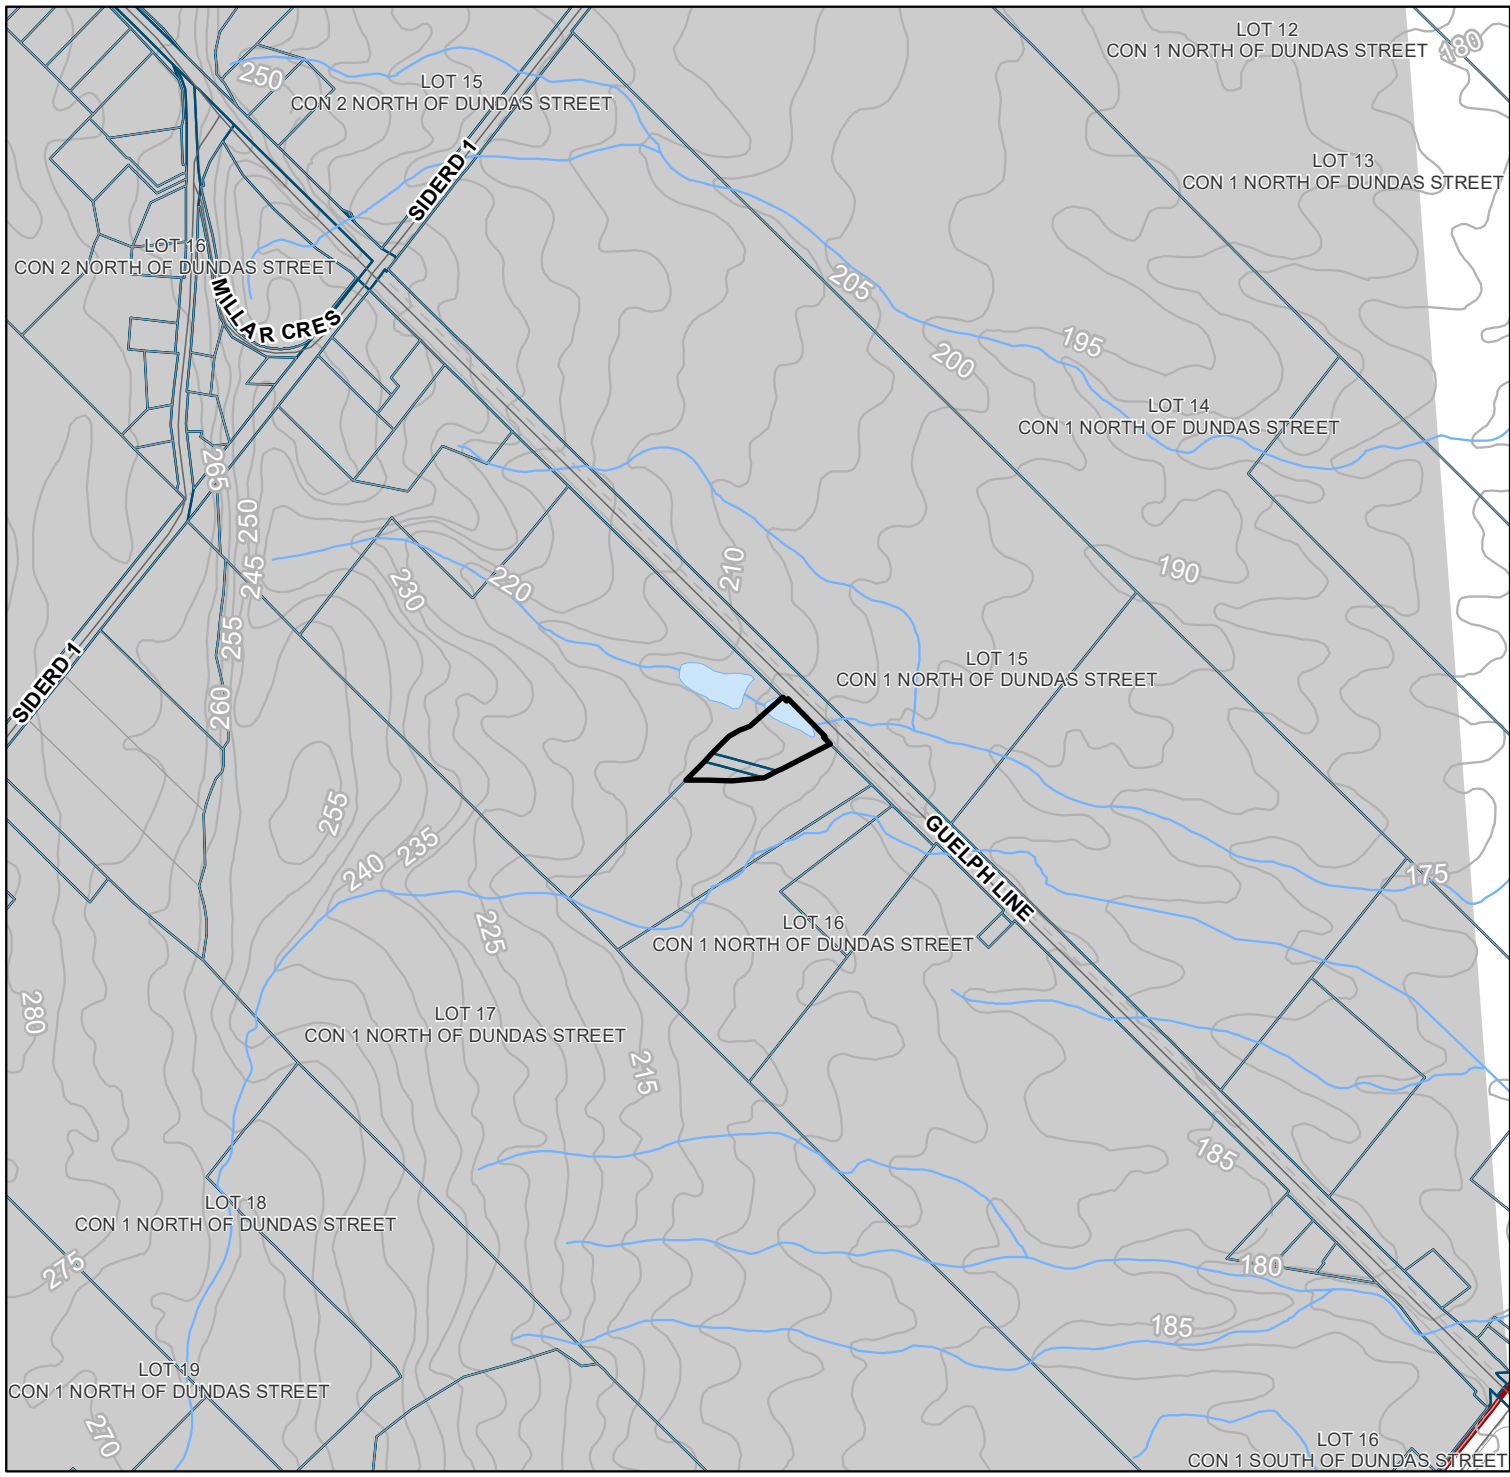 LOT 12
CON 1 NORTH OF DUNDAS STREET
180
250
LOT 15
CON 2 NORTH OF DUNDAS STREET
SIDERD 1
LOT 13
CON 1 NORTH OF DUNDAS STREET
LOT 16
CON 2 NORTH OF DUNDAS STREET
MILLAR CRES
205
195
200
LOT 14
CON 1 NORTH OF DUNDAS STREET
265
250
245
230
220
210
190
255
SIDERD 1
260
LOT 15
CON 1 NORTH OF DUNDAS STREET
255
240
235
GUELPH LINE
175
225
LOT 16
CON 1 NORTH OF DUNDAS STREET
280
LOT 17
CON 1 NORTH OF DUNDAS STREET
215
185
LOT 18
CON 1 NORTH OF DUNDAS STREET
275
180
185
LOT 19
CON 1 NORTH OF DUNDAS STREET
270
LOT 16
CON 1 SOUTH OF DUNDAS STREET